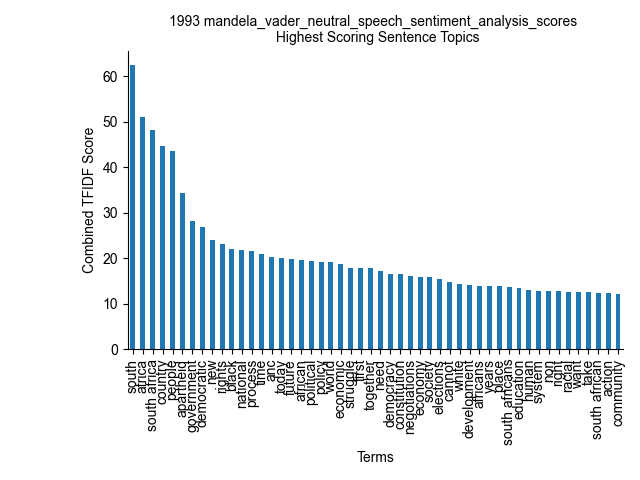 1993 mandela_vader_neutral_speech_sentiment_analysis_scores
Highest Scoring Sentence Topics
Combined TFIDF Score
60
50
40
30
20
10
0
south
africa
south africa
country
people
apartheid
government
democratic
new
rights
black
national
process
time
anc
today
future
african
political
policy
world
economic
struggle
first
together
need
democracy
constitution
negotiations
economy
society
elections
cannot
white
development
africans
years
place
south africans
education
human
system
non
right
racial
want
take
south african
action
community
Terms